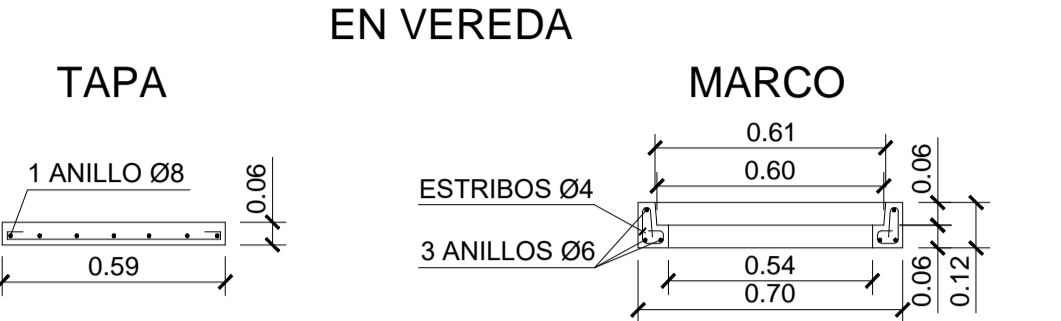 EN VEREDA
TAPA
1 ANILLO Ø8
0.06
0.59
MARCO
0.61
0.60
0.06
ESTRIBOS Ø4
3 ANILLOS Ø6
0.54
0.70
0.06
0.12